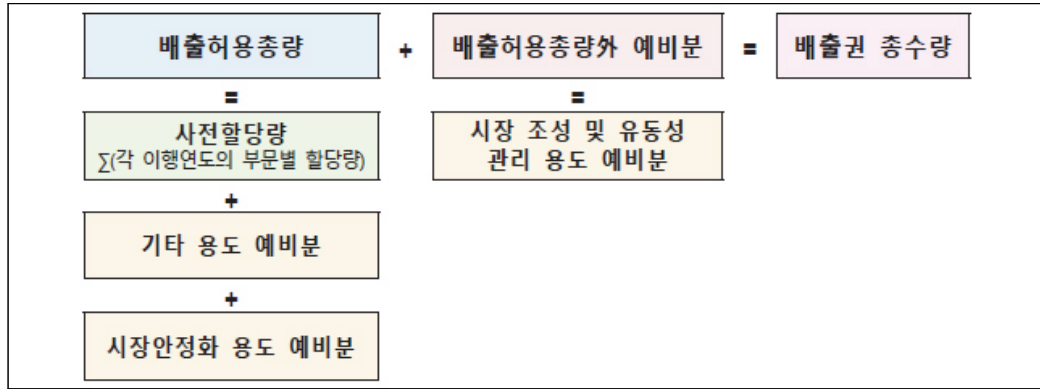 배출허용총량 + 배출허용총량外 예비분 = 배출권 총수량
= =
사전할당량
∑(각 이행연도의 부문별 할당량)
시장 조성 및 유동성
관리 용도 예비분
+
기타 용도 예비분
+
시장안정화 용도 예비분